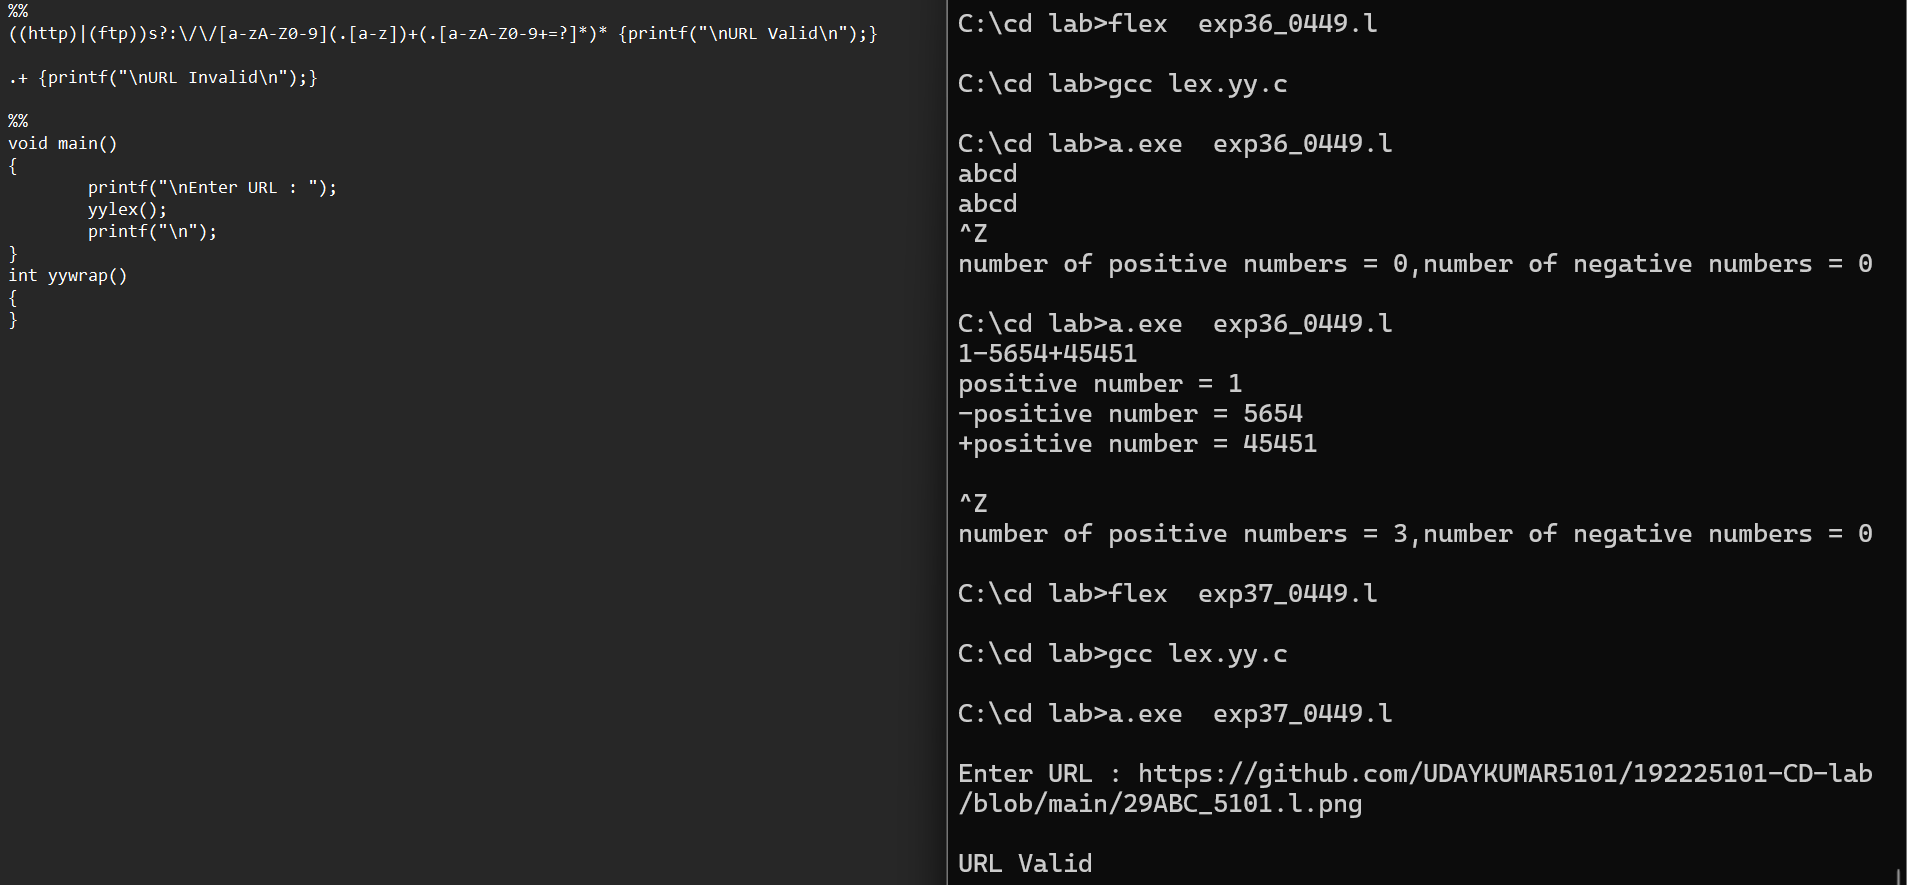 %%
((http)|(ftp))s?:\/\/[a-zA-Z0-9](.[a-z])+(.[a-zA-Z0-9+=?]*)* {printf("\nURL Valid\n");}
.+ {printf("\nURL Invalid\n");}
%%
void main()
{
printf("\nEnter URL : ");
yylex();
printf("\n");
}
int yywrap()
{
}
C:\cd lab>flex  exp36_0449.l
C:\cd lab>gcc lex.yy.c
C:\cd lab>a.exe  exp36_0449.l
abcd
abcd
^Z
number of positive numbers = 0,number of negative numbers = 0
C:\cd lab>a.exe  exp36_0449.l
1-5654+45451
positive number = 1
-positive number = 5654
+positive number = 45451
^Z
number of positive numbers = 3,number of negative numbers = 0
C:\cd lab>flex  exp37_0449.l
C:\cd lab>gcc lex.yy.c
C:\cd lab>a.exe  exp37_0449.l
Enter URL : https://github.com/UDAYKUMAR5101/192225101-CD-lab
/blob/main/29ABC_5101.l.png
URL Valid